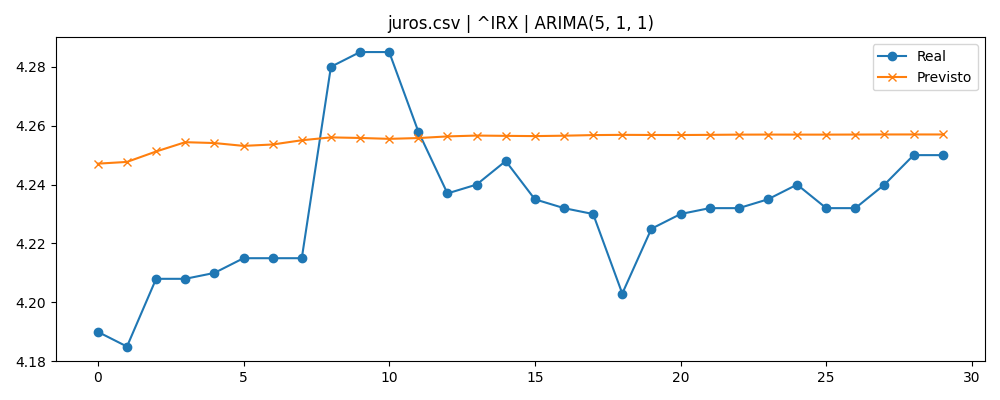 juros.csv | ^IRX | ARIMA(5, 1, 1)
Real
Previsto
4.28
4.26
4.24
4.22
4.20
4.18
0 5 10 15 20 25 30